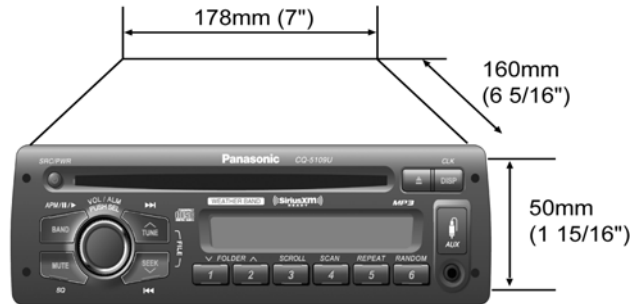 178mm (7")
160mm
(6 5/16")
SRC/PWR
Panasonic CQ-5109U
CLK
DISP
APM/II/▶
VOL/ALM
PUSH SEL
WEATHER BAND
((SiriusXM))
READY
MP3
50mm
(1 15/16")
BAND
TUNE
FILE
AUX
MUTE
SEEK
FOLDER
SCROLL
SCAN
REPEAT
RANDOM
SQ
1
2
3
4
5
6